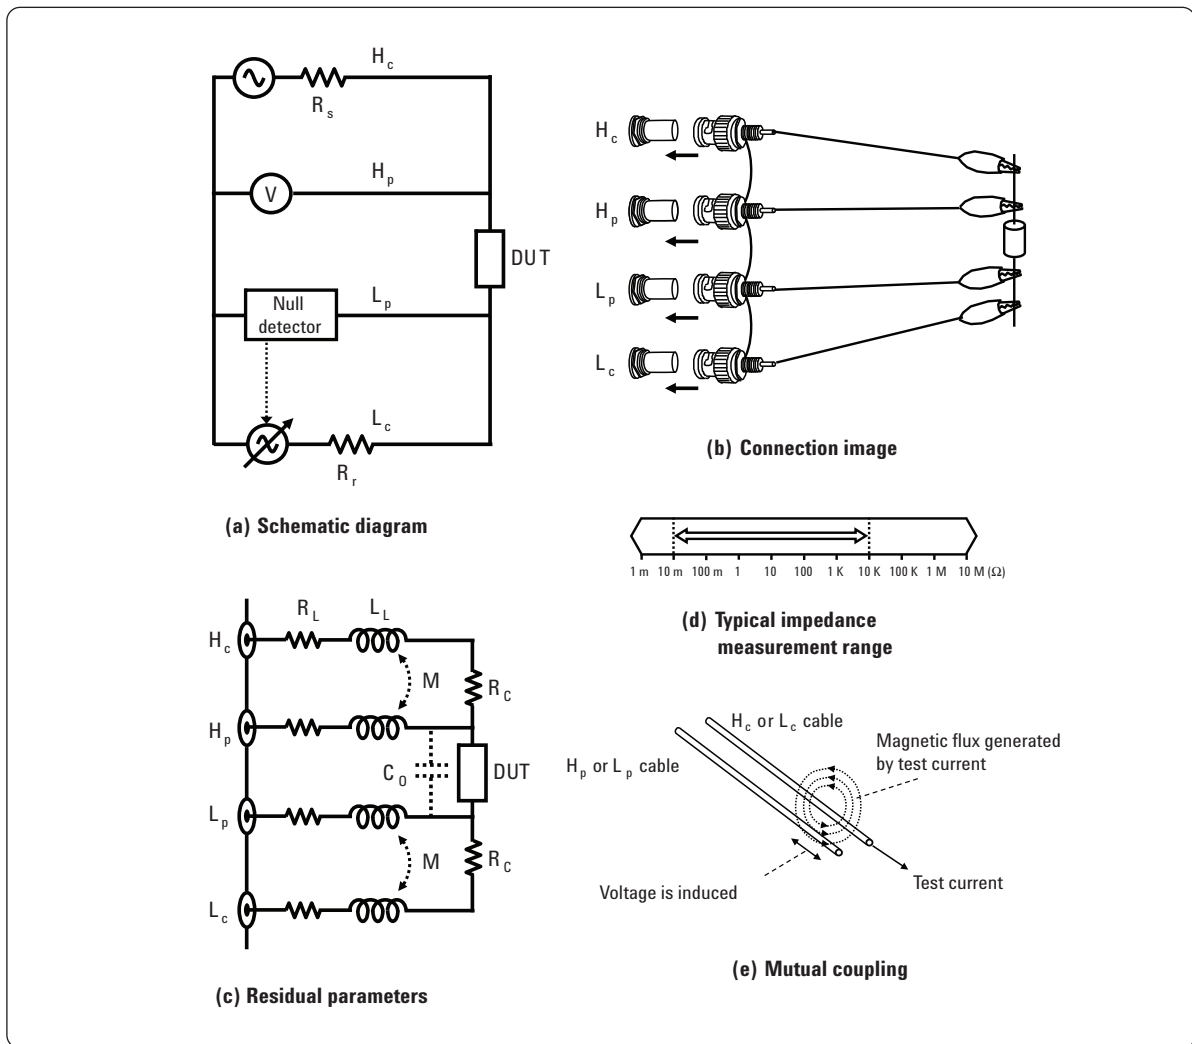 H c
R s
H p
V
DUT
L p
Null
detector
L c
R r
(a) Schematic diagram
H c
H p
L p
L c
(b) Connection image
1 m 10 m 100 m 1 10 100 1 K 10 K 100 K 1 M 10 M (Ω)
(d) Typical impedance
measurement range
R L
L L
H c
M
R C
H p
C O
DUT
L p
M
R C
L c
(c) Residual parameters
H c or L c cable
Magnetic flux generated
by test current
H p or L p cable
Voltage is induced
Test current
(e) Mutual coupling